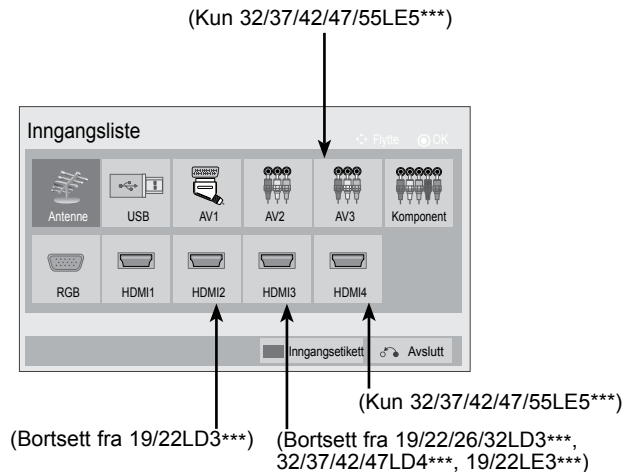 (Kun 32/37/42/47/55LE5***)
Inngangsliste
Flytte OK
Antenne USB AV1 AV2 AV3 Komponent
RGB HDMI1 HDMI2 HDMI3 HDMI4
Inngangsetikett Avslutt
(Kun 32/37/42/47/55LE5***)
(Bortsett fra 19/22LD3***)
(Bortsett fra 19/22/26/32LD3***,
32/37/42/47LD4***, 19/22LE3***)